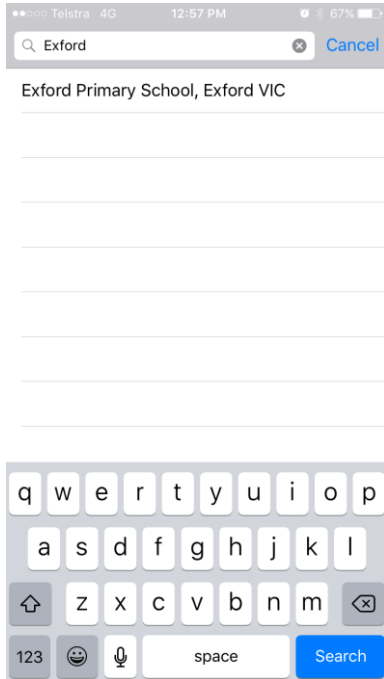 Telstra 4G 12:57 PM 67%
Exford Cancel
Exford Primary School, Exford VIC
q w e r t y u i o p
a s d f g h j k l
z x c v b n m
123 space Search